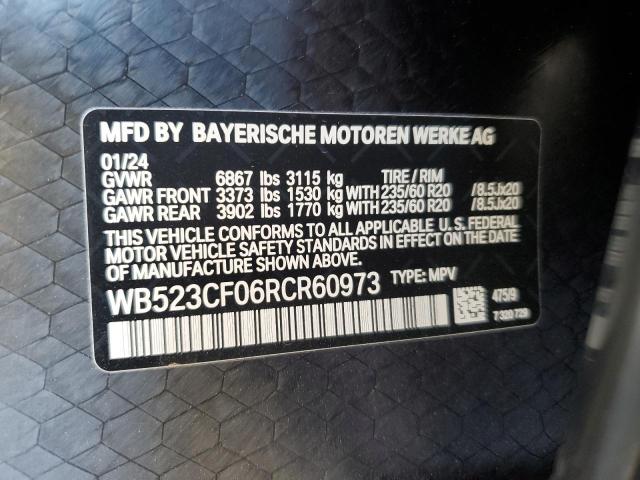 MFD BY BAYERISCHE MOTOREN WERKE AG
01/24
GVWR 6867 lbs 3115 kg TIRE / RIM
GAWR FRONT 3373 lbs 1530 kg WITH 235/60 R20 /8.5Jx20
GAWR REAR 3902 lbs 1770 kg WITH 235/60 R20 /8.5Jx20
THIS VEHICLE CONFORMS TO ALL APPLICABLE U.S. FEDERAL
MOTOR VEHICLE SAFETY STANDARDS IN EFFECT ON THE DATE
OF MANUFACTURE SHOWN ABOVE.
WB523CF06RCR60973 TYPE: MPV
4759
7 320 729